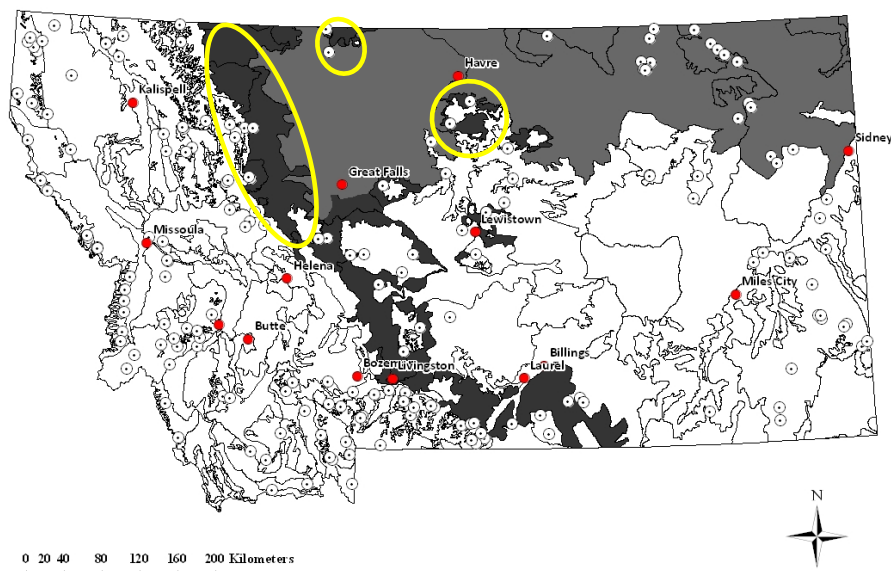 Havre
Kalispell
Sidney
Great Falls
Lewistown
Missoula
Helena
Miles City
Butte
Billings
Bozem
Livingston
Laurel
N
0 20 40 80 120 160 200 Kilometers